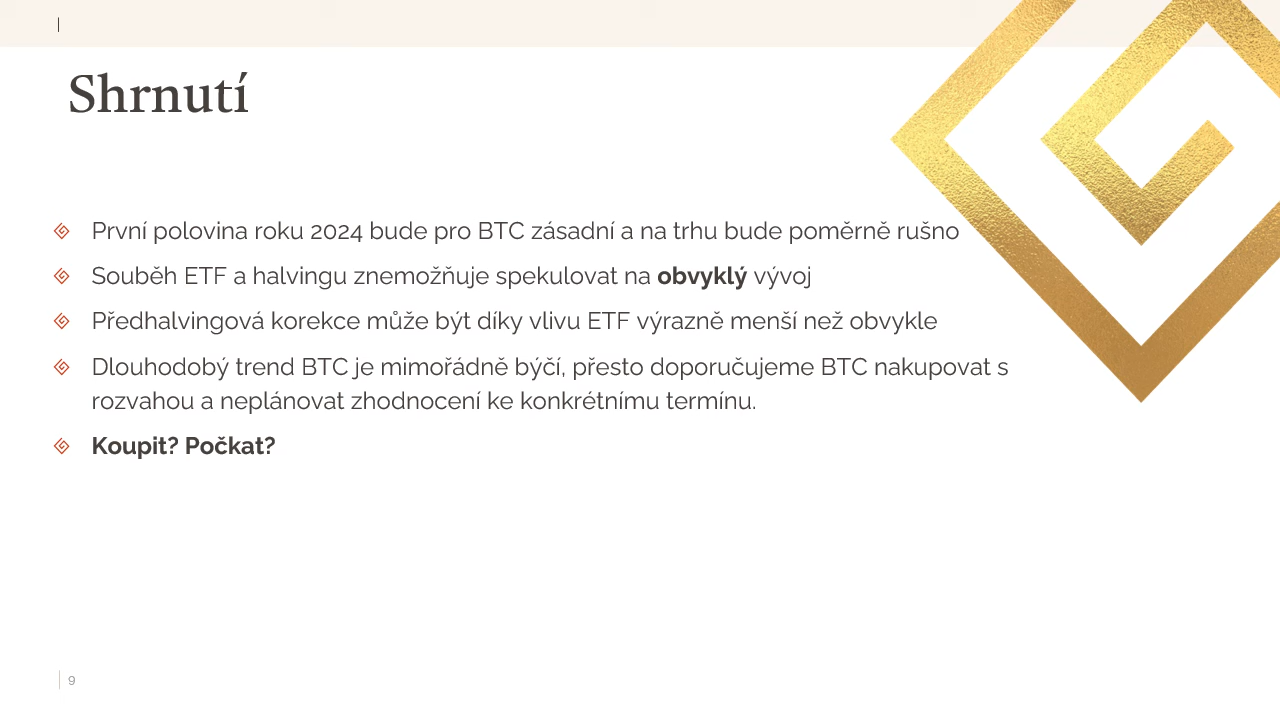 Shrnutí
První polovina roku 2024 bude pro BTC zásadní a na trhu bude poměrně rušno
Souběh ETF a halvingu znemožňuje spekulovat na obvyklý vývoj
Předhalvingová korekce může být díky vlivu ETF výrazně menší než obvykle
Dlouhodobý trend BTC je mimořádně býčí, přesto doporučujeme BTC nakupovat s
rozvahou a neplánovat zhodnocení ke konkrétnímu termínu.
Koupit? Počkat?
9